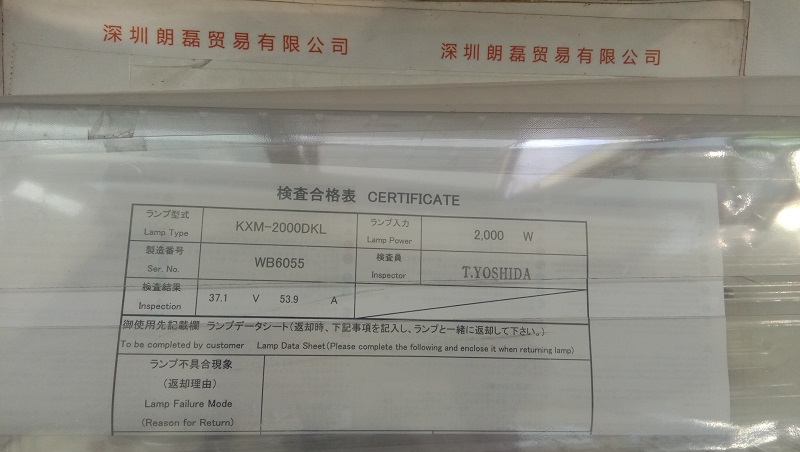 深圳朗磊贸易有限公司
深圳朗磊贸易有限公司
検査合格表 CERTIFICATE
ランプ型式
Lamp Type
KXM-2000DKL
ランプ入力
Lamp Power
2,000 W
製造番号
Ser. No.
WB6055
検査員
Inspector
T.YOSHIDA
検査結果
Inspection
37.1 V 53.9 A
御使用先記載欄 ランプデータシート(返却時、下記事項を記入し、ランプと一緒に返却して下さい。)
To be completed by customer Lamp Data Sheet(Please complete the following and enclose it when returning lamp)
ランプ不具合現象
(返却理由)
Lamp Failure Mode
(Reason for Return)